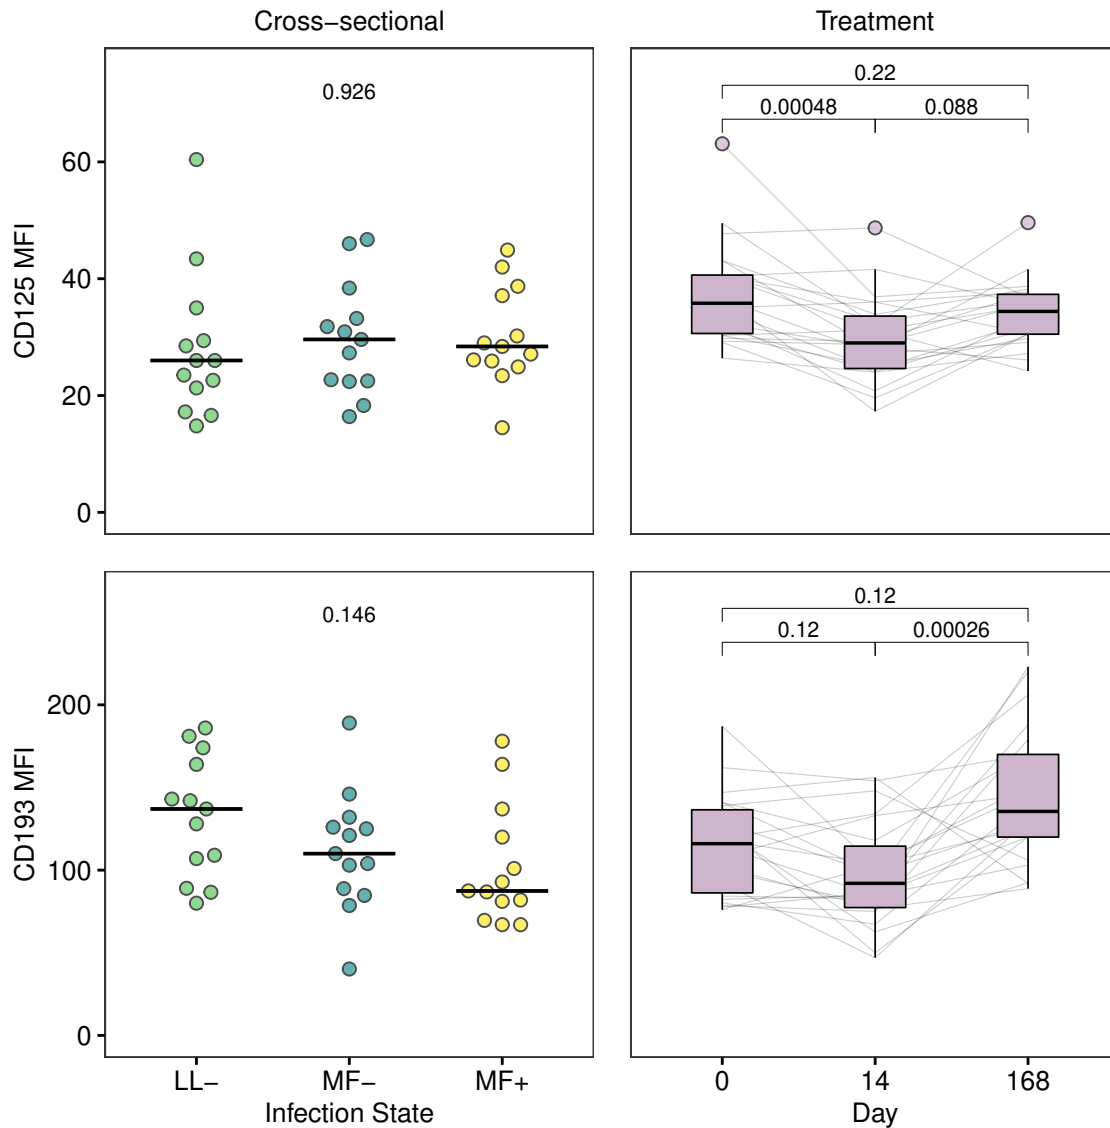 Cross−sectional
Treatment
CD125 MFI
60
40
20
0
0.926
0.22
0.00048
0.088
CD193 MFI
200
100
0
0.146
0.12
0.12
0.00026
LL−
MF−
MF+
Infection State
0
14
168
Day